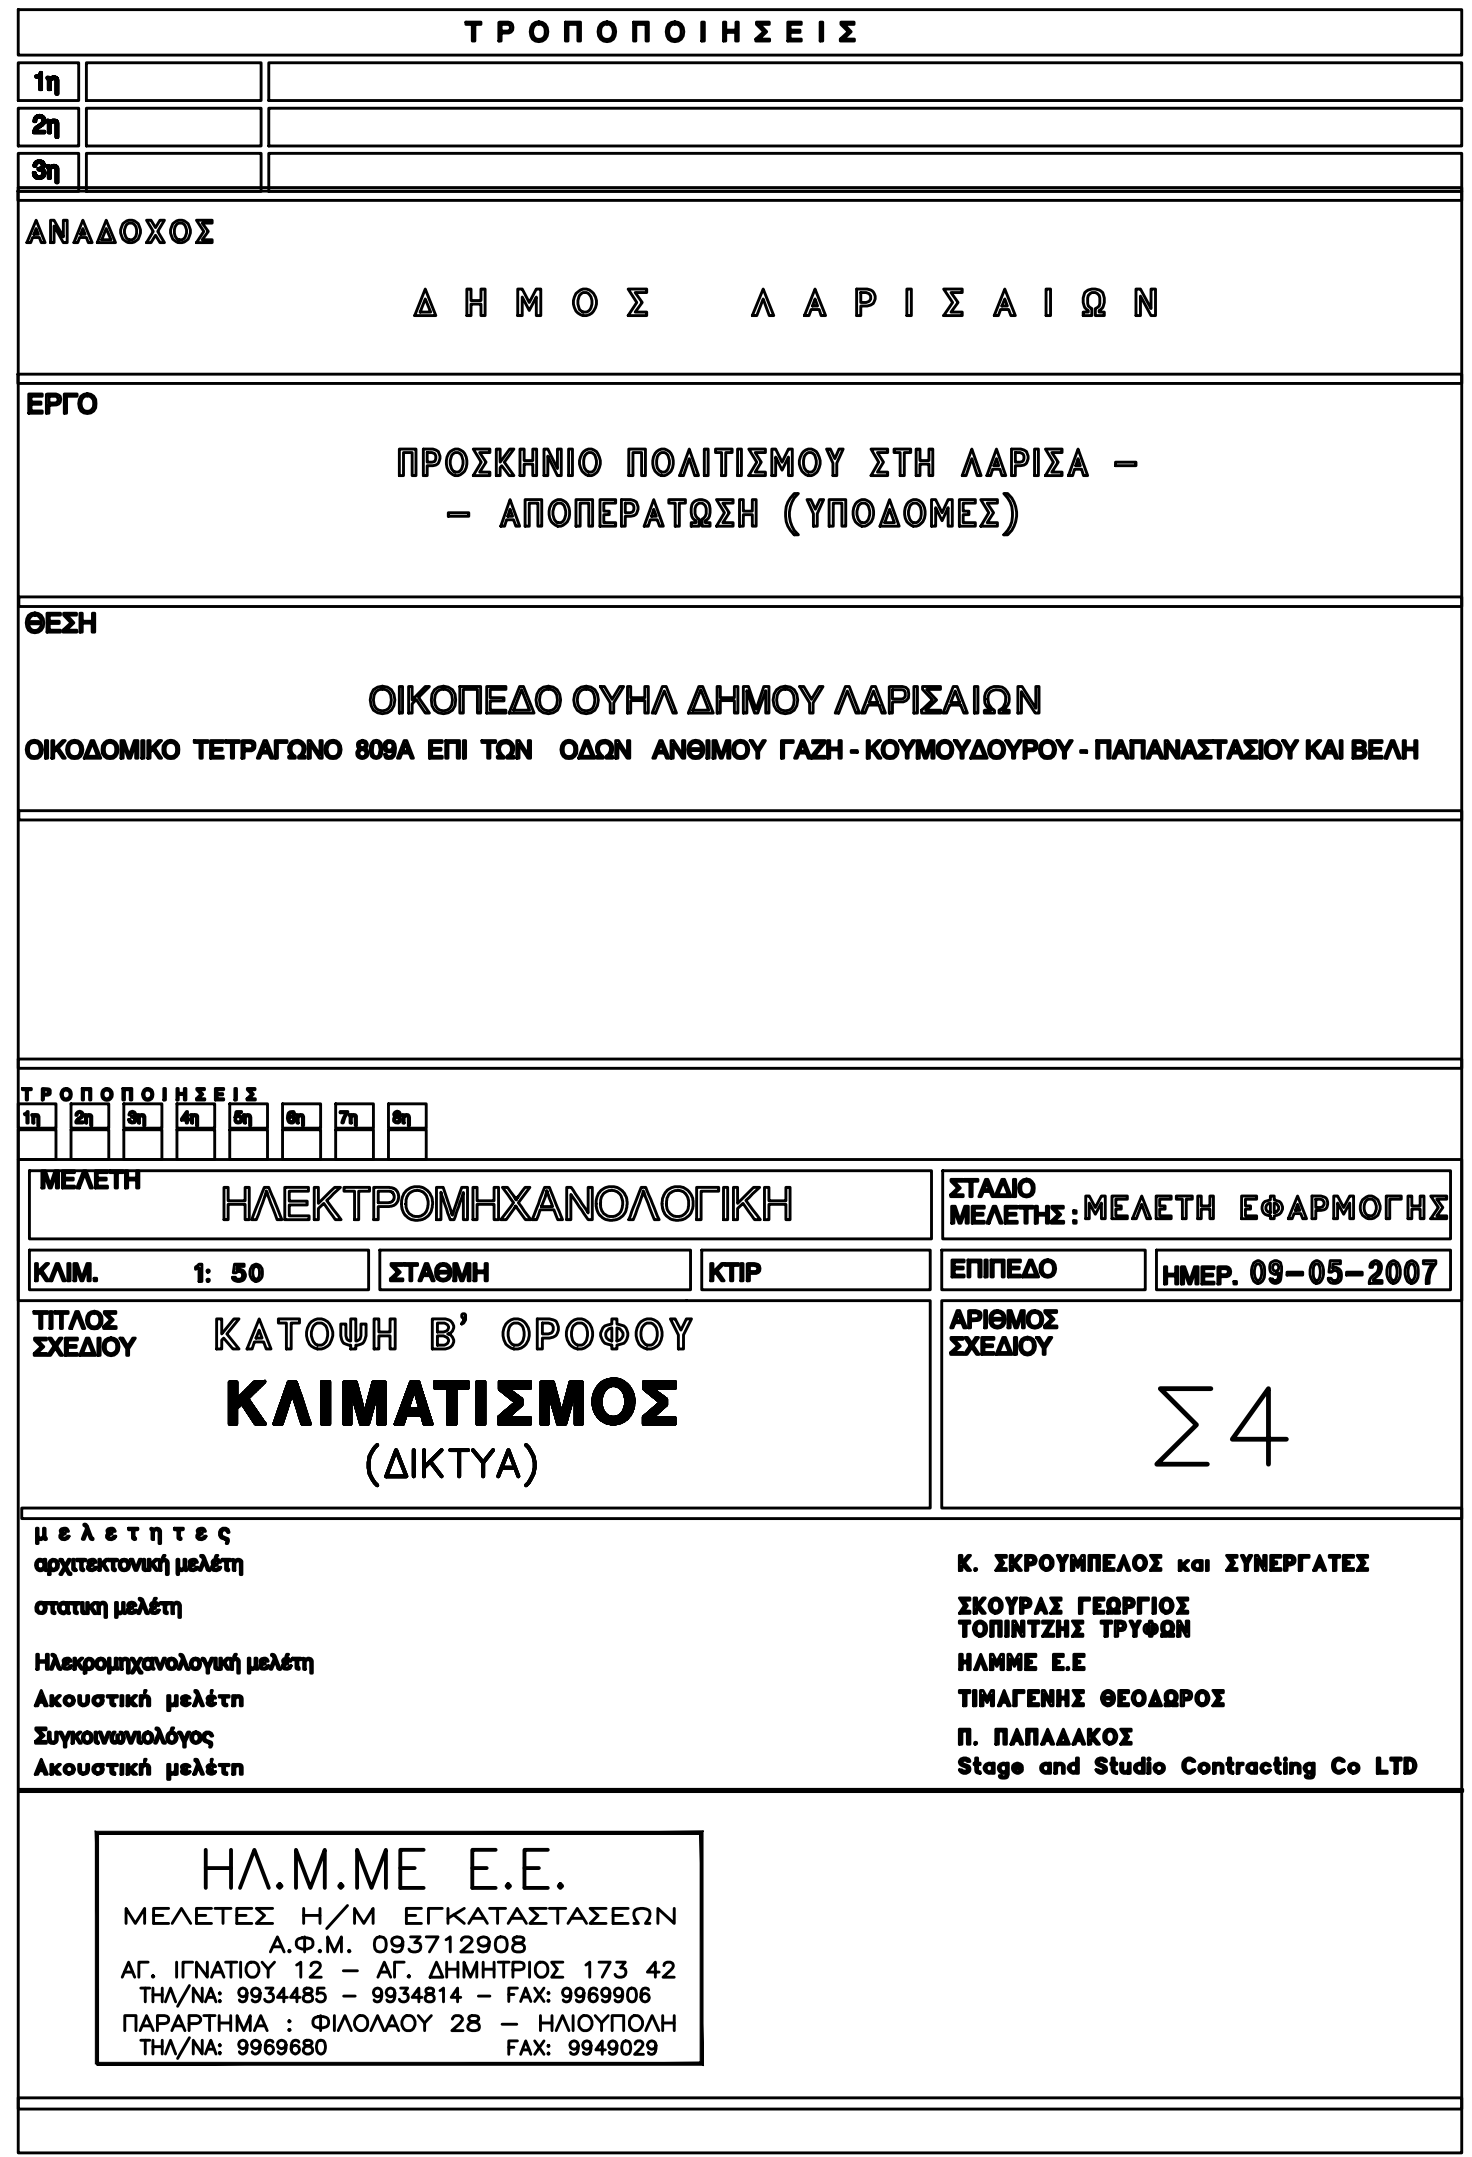 ΤΡΟΠΟΠΟΙΗΣΕΙΣ
1η
2η
3η
ΑΝΑΔΟΧΟΣ
ΔΗΜΟΣ ΛΑΡΙΣΑΙΩΝ
ΕΡΓΟ
ΠΡΟΣΚΗΝΙΟ ΠΟΛΙΤΙΣΜΟΥ ΣΤΗ ΛΑΡΙΣΑ –
– ΑΠΟΠΕΡΑΤΩΣΗ (ΥΠΟΔΟΜΕΣ)
ΘΕΣΗ
ΟΙΚΟΠΕΔΟ ΟΥΗΛ ΔΗΜΟΥ ΛΑΡΙΣΑΙΩΝ
ΟΙΚΟΔΟΜΙΚΟ ΤΕΤΡΑΓΩΝΟ 809Α ΕΠΙ ΤΩΝ ΟΔΩΝ ΑΝΘΙΜΟΥ ΓΑΖΗ - ΚΟΥΜΟΥΔΟΥΡΟΥ - ΠΑΠΑΝΑΣΤΑΣΙΟΥ ΚΑΙ ΒΕΛΗ
ΤΡΟΠΟΠΟΙΗΣΕΙΣ
1η 2η 3η 4η 5η 6η 7η 8η
ΜΕΛΕΤΗ ΗΛΕΚΤΡΟΜΗΧΑΝΟΛΟΓΙΚΗ
ΣΤΑΔΙΟ
ΜΕΛΕΤΗΣ : ΜΕΛΕΤΗ ΕΦΑΡΜΟΓΗΣ
ΚΛΙΜ. 1: 50 ΣΤΑΘΜΗ ΚΤΙΡ ΕΠΙΠΕΔΟ ΗΜΕΡ. 09–05–2007
ΤΙΤΛΟΣ
ΣΧΕΔΙΟΥ
ΚΑΤΟΨΗ Β' ΟΡΟΦΟΥ
ΚΛΙΜΑΤΙΣΜΟΣ
(ΔΙΚΤΥΑ)
ΑΡΙΘΜΟΣ
ΣΧΕΔΙΟΥ
Σ4
μελετητες
αρχιτεκτονική μελέτη Κ. ΣΚΡΟΥΜΠΕΛΟΣ και ΣΥΝΕΡΓΑΤΕΣ
στατικη μελέτη ΣΚΟΥΡΑΣ ΓΕΩΡΓΙΟΣ
ΤΟΠΙΝΤΖΗΣ ΤΡΥΦΩΝ
Ηλεκρομηχανολογική μελέτη ΗΛΜΜΕ Ε.Ε
Ακουστική μελέτη ΤΙΜΑΓΕΝΗΣ ΘΕΟΔΩΡΟΣ
Συγκοινωνιολόγος Π. ΠΑΠΑΔΑΚΟΣ
Ακουστική μελέτη Stage and Studio Contracting Co LTD
ΗΛ.Μ.ΜΕ Ε.Ε.
ΜΕΛΕΤΕΣ Η/Μ ΕΓΚΑΤΑΣΤΑΣΕΩΝ
Α.Φ.Μ. 093712908
ΑΓ. ΙΓΝΑΤΙΟΥ 12 – ΑΓ. ΔΗΜΗΤΡΙΟΣ 173 42
ΤΗΛ/ΝΑ: 9934485 – 9934814 – FAX: 9969906
ΠΑΡΑΡΤΗΜΑ : ΦΙΛΟΛΑΟΥ 28 – ΗΛΙΟΥΠΟΛΗ
ΤΗΛ/ΝΑ: 9969680 FAX: 9949029